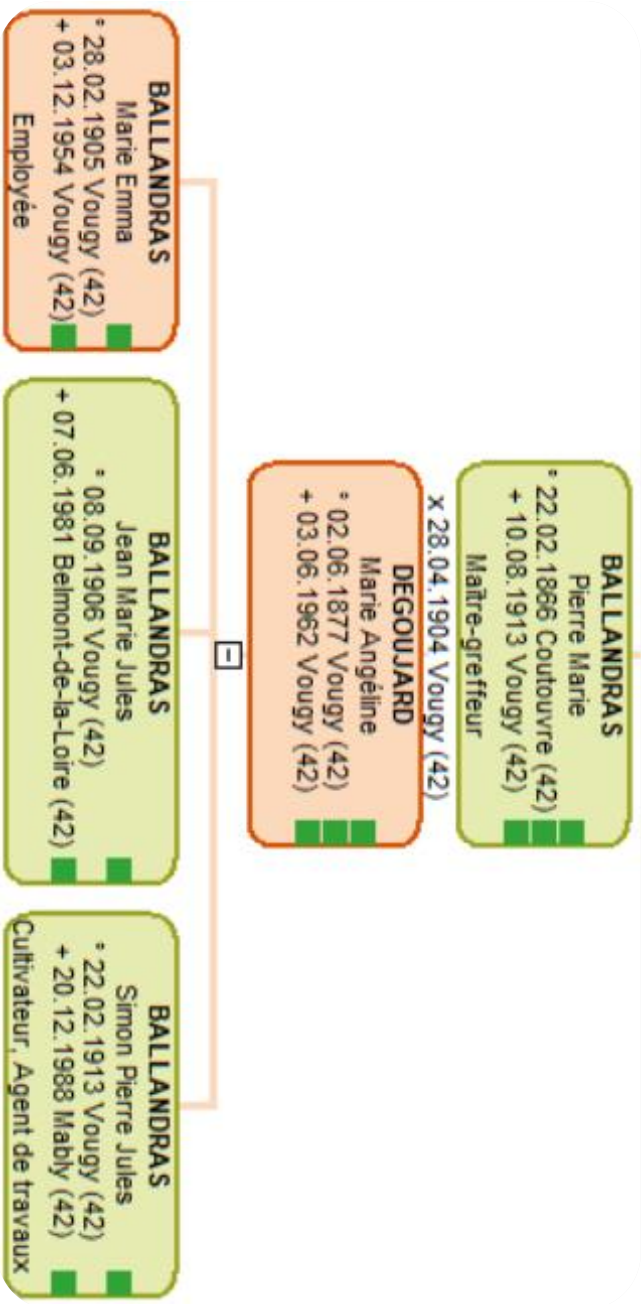 BALLANDRAS
Pierre Marie
° 22.02.1866 Coutouvre (42)
+ 10.08.1913 Vougy (42)
Maître-greffeur
x 28.04.1904 Vougy (42)
DEGOUJARD
Marie Angéline
° 02.06.1877 Vougy (42)
+ 03.06.1962 Vougy (42)
BALLANDRAS
Marie Emma
° 28.02.1905 Vougy (42)
+ 03.12.1954 Vougy (42)
Employée
BALLANDRAS
Jean Marie Jules
° 08.09.1906 Vougy (42)
+ 07.06.1981 Belmont-de-la-Loire (42)
BALLANDRAS
Simon Pierre Jules
° 22.02.1913 Vougy (42)
+ 20.12.1988 Mably (42)
Cultivateur, Agent de travaux